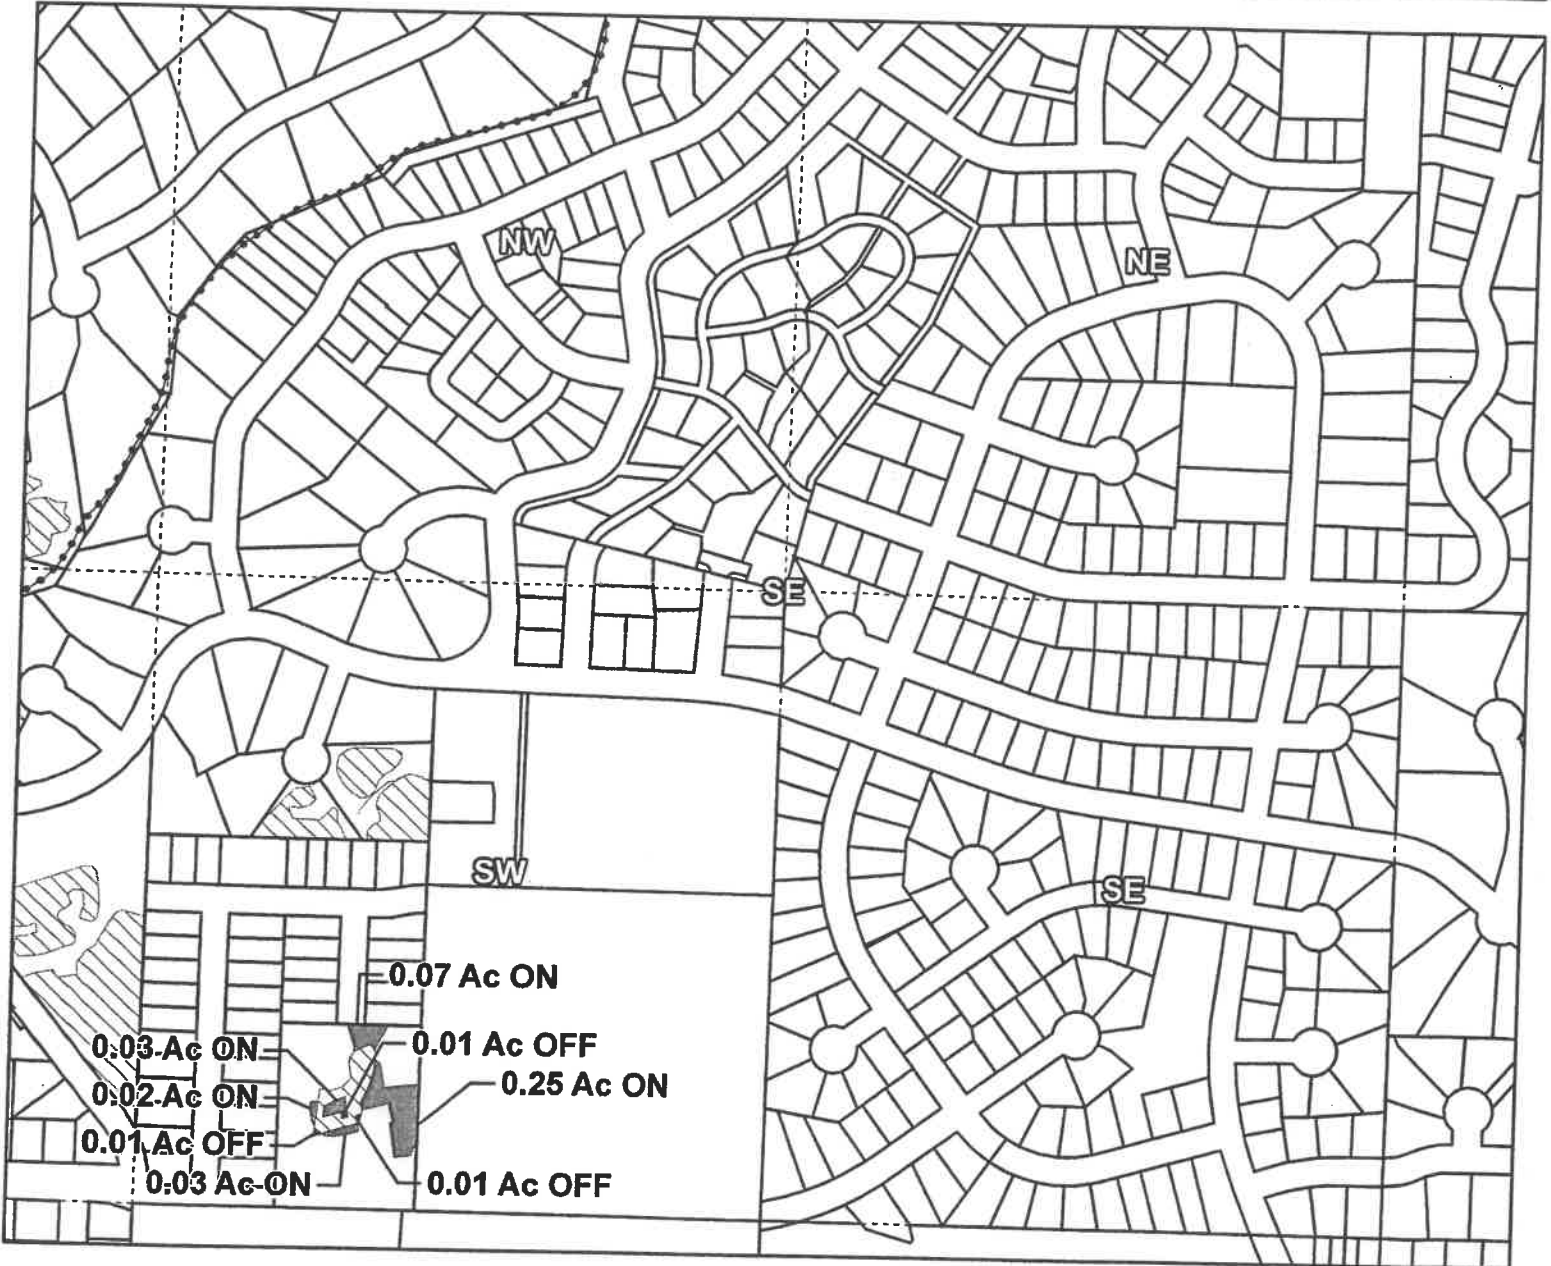 NW
NE
SE
SW
SE
0.07 Ac ON
0.03 Ac ON
0.01 Ac OFF
0.02 Ac ON
0.25 Ac ON
0.01 Ac OFF
0.03 Ac ON
0.01 Ac OFF